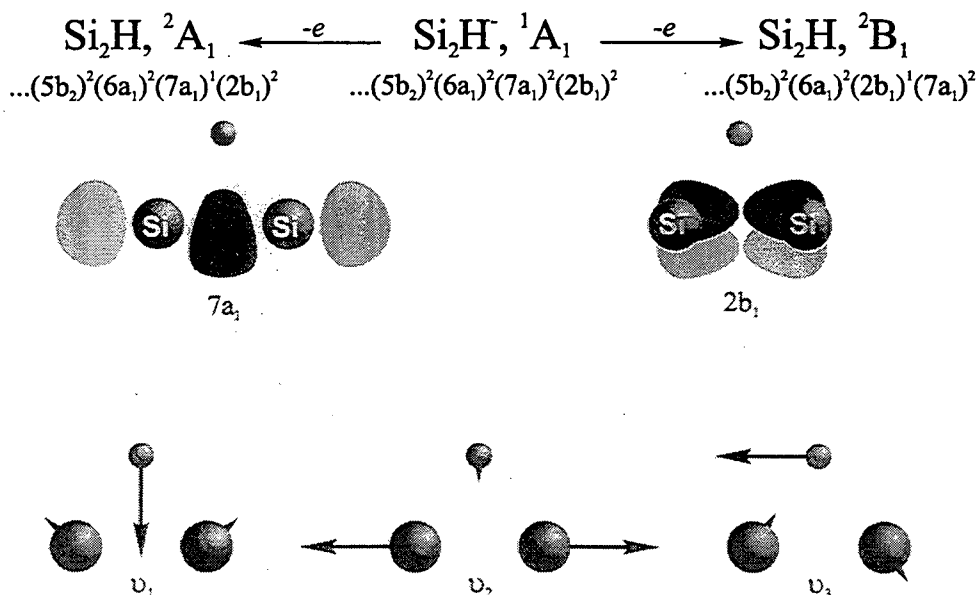 Si₂H, ²A₁ -e Si₂H⁻, ¹A₁ -e Si₂H, ²B₁
...(5b₂)²(6a₁)²(7a₁)¹(2b₁)² ...(5b₂)²(6a₁)²(7a₁)²(2b₁)² ...(5b₂)²(6a₁)²(2b₁)¹(7a₁)²
Si Si Si Si
7a₁ 2b₁
υ₁ υ₂ υ₃